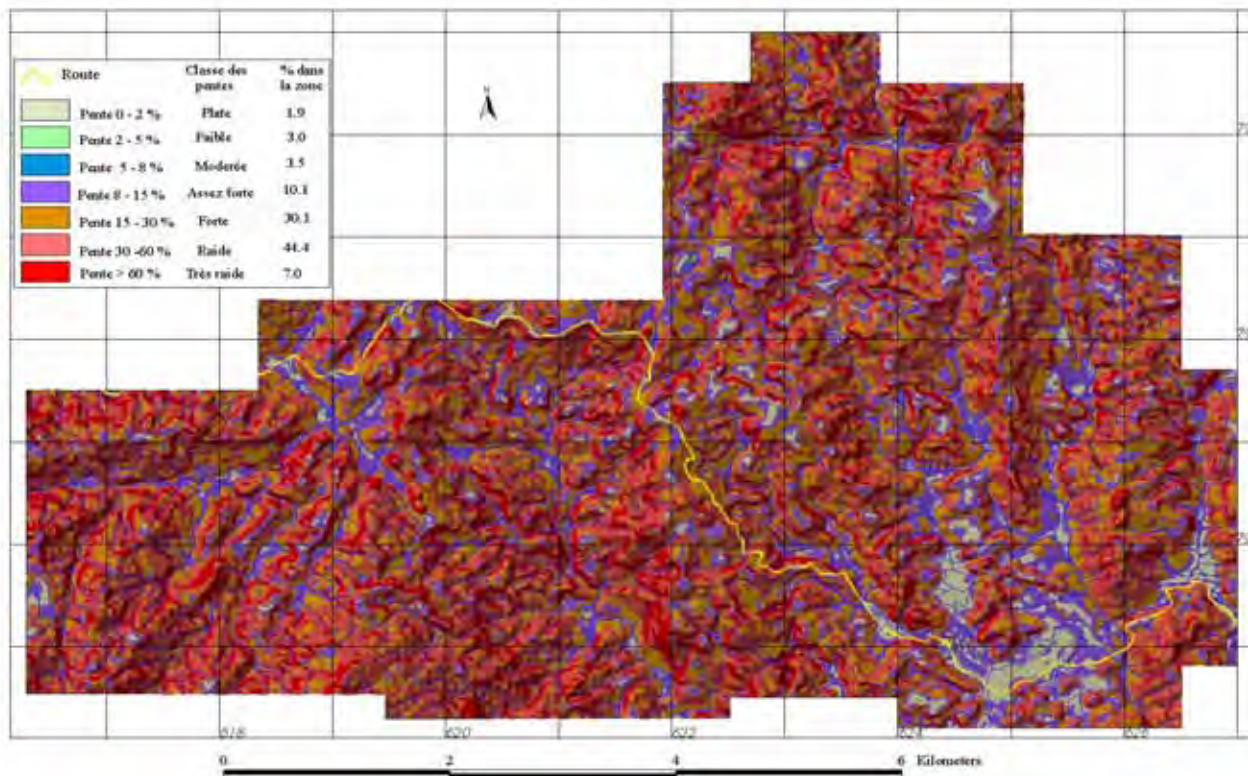 Route Classe des pentes % dans la zone
Pente 0 - 2 % Plate 1.9
Pente 2 - 5 % Faible 3.0
Pente 5 - 8 % Moderée 3.5
Pente 8 - 15 % Assez forte 10.1
Pente 15 - 30 % Forte 30.1
Pente 30 -60 % Raide 44.4
Pente > 60 % Très raide 7.0
N
618 620 622 624 626
0 2 4 6 Kilometers